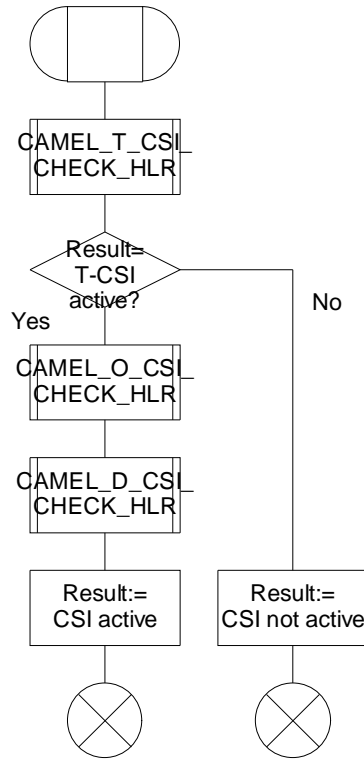 CAMEL_T_CSI_
CHECK_HLR
Result=
T-CSI
active?
Yes
No
CAMEL_O_CSI_
CHECK_HLR
CAMEL_D_CSI_
CHECK_HLR
Result:=
CSI active
Result:=
CSI not active